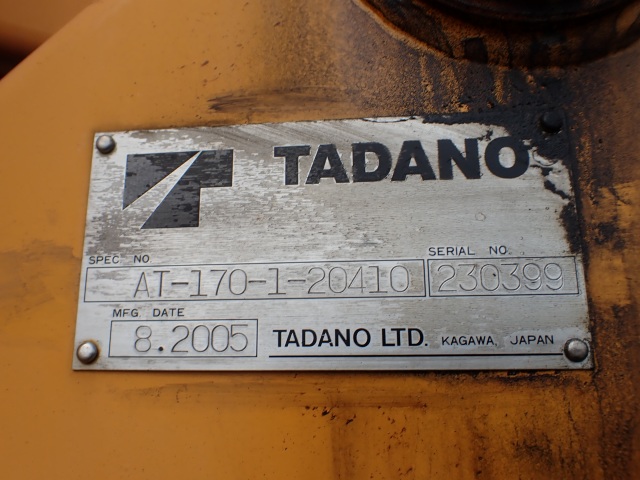 TADANO
SPEC. NO. SERIAL NO.
AT-170-1-20410 230399
MFG. DATE
8.2005 TADANO LTD. KAGAWA, JAPAN